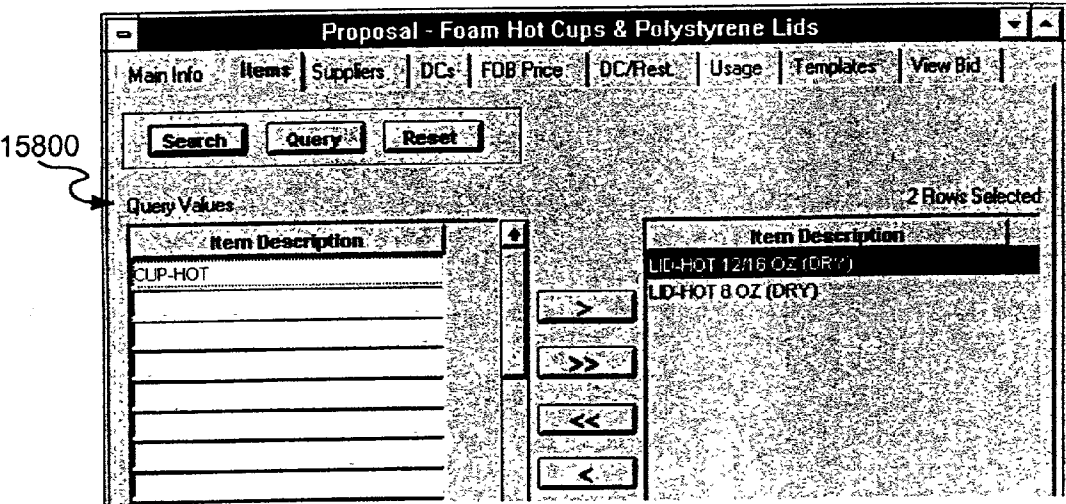 Proposal - Foam Hot Cups & Polystyrene Lids
Main Info Items Suppliers DCs FOB Price DC/Rest. Usage Templates View Bid
Search Query Reset
15800
Query Values 2 Rows Selected
Item Description Item Description
CUP-HOT LID-HOT 12/16 OZ (DRY)
LID-HOT 8 OZ (DRY)
>
>>
<<
<